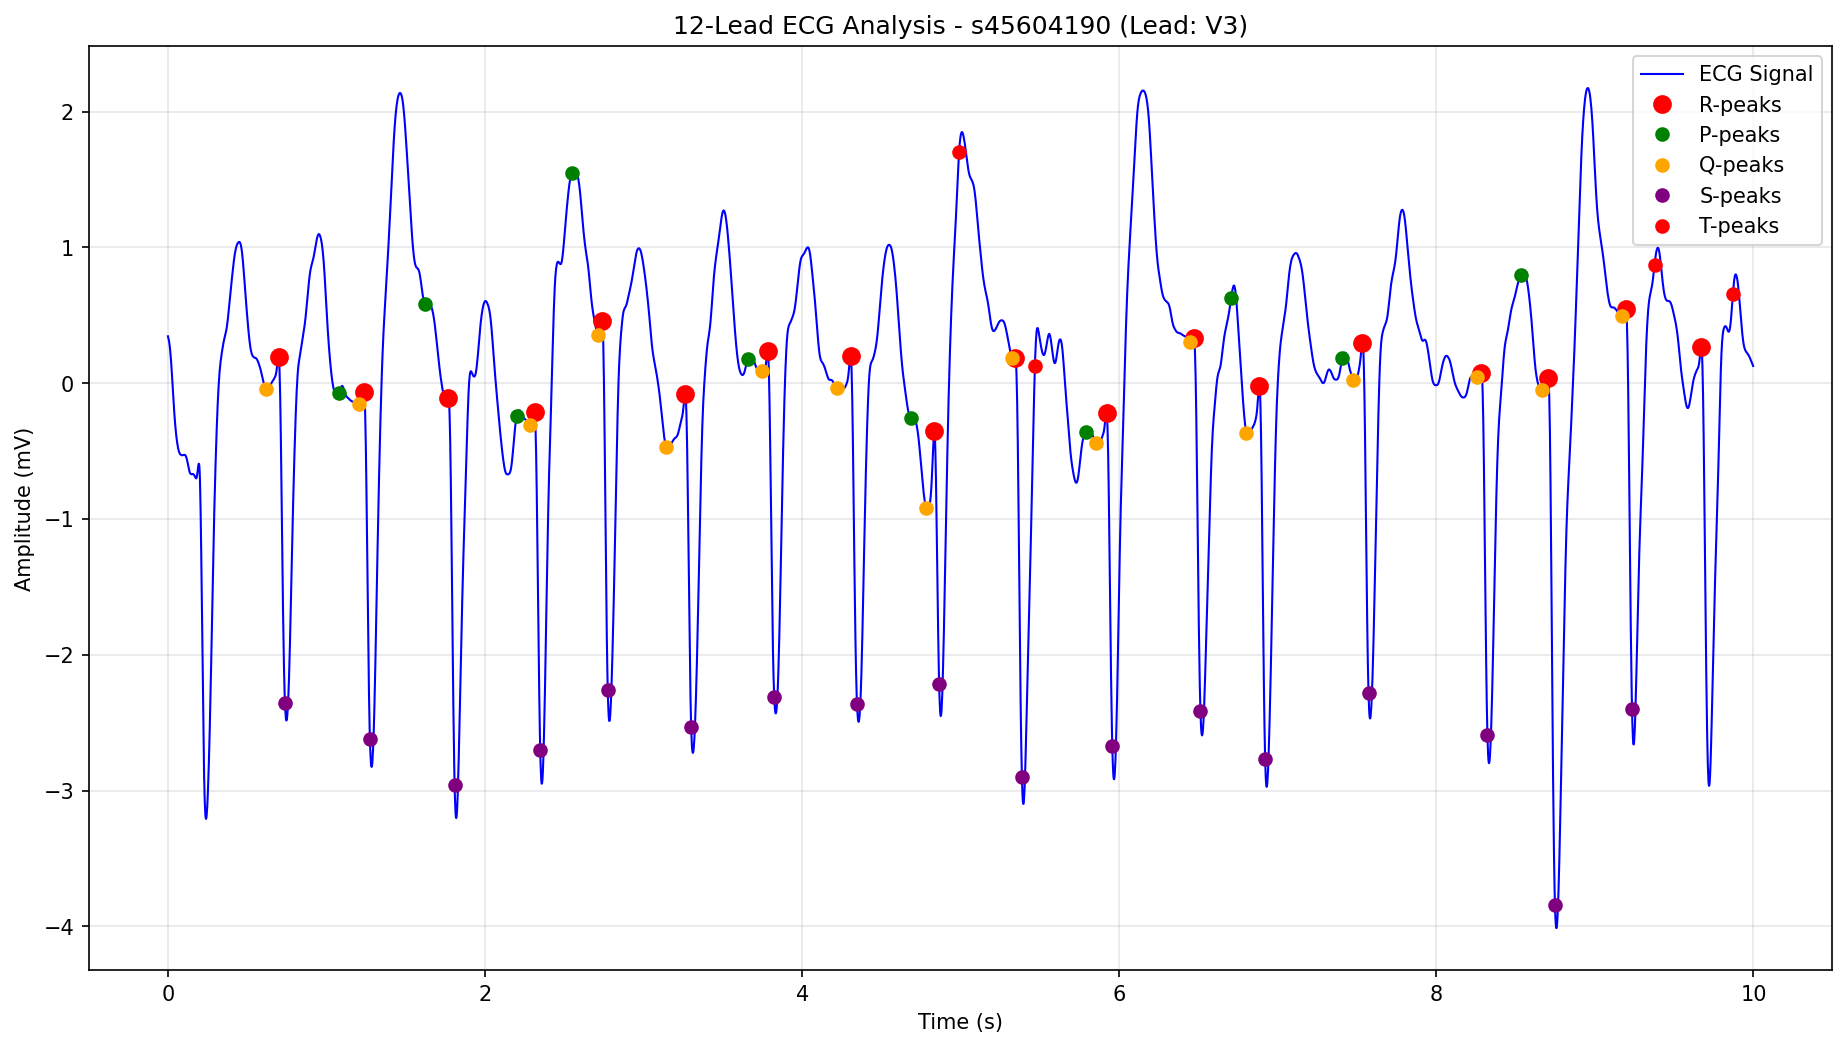 12-Lead ECG Analysis - s45604190 (Lead: V3)
ECG Signal
R-peaks
P-peaks
Q-peaks
S-peaks
T-peaks
Amplitude (mV)
2
1
0
−1
−2
−3
−4
0 2 4 6 8 10
Time (s)